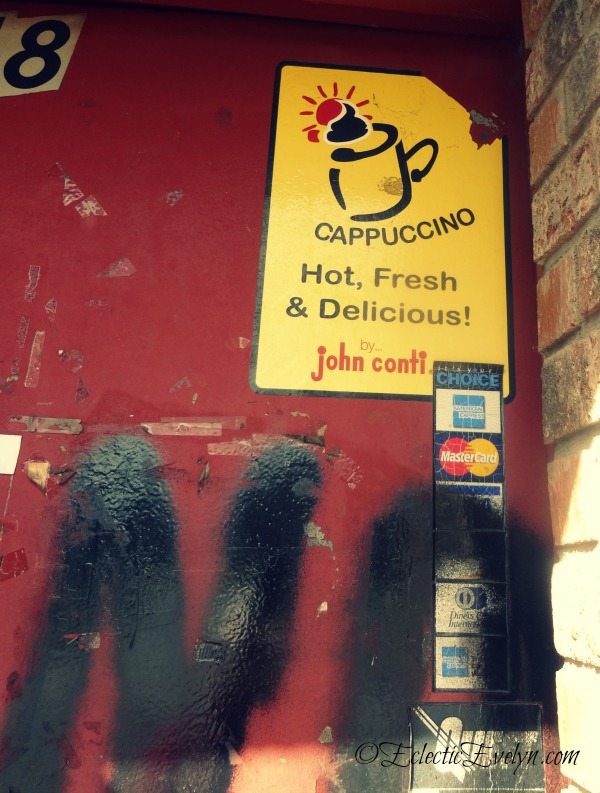 8
CAPPUCCINO
Hot, Fresh
& Delicious!
by...
john conti
CHOICE
AMERICAN
EXPRESS
MasterCard
Diners Club
International
©EclecticEvelyn.com